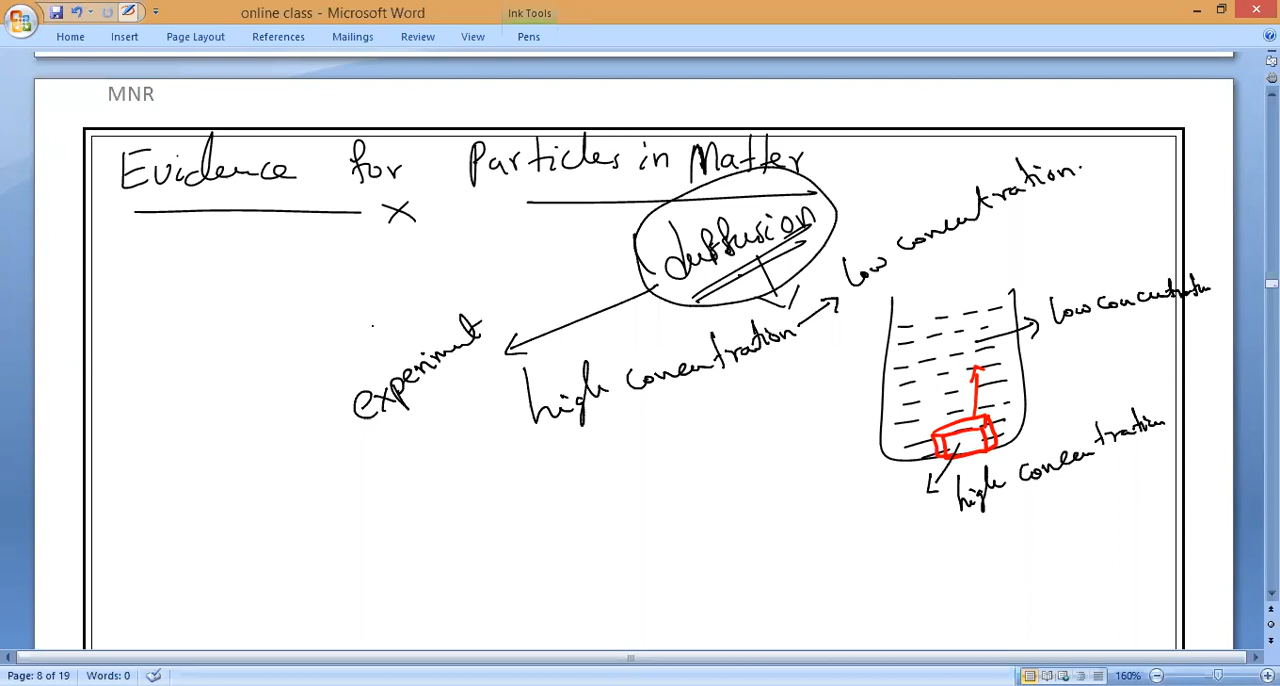 online class - Microsoft Word
Ink Tools
Home Insert Page Layout References Mailings Review View Pens
MNR
Evidence for Particles in Matter
diffusion
low concentration.
experiment
high concentration
low concentration
high concentration
Page: 8 of 19 Words: 0 160%